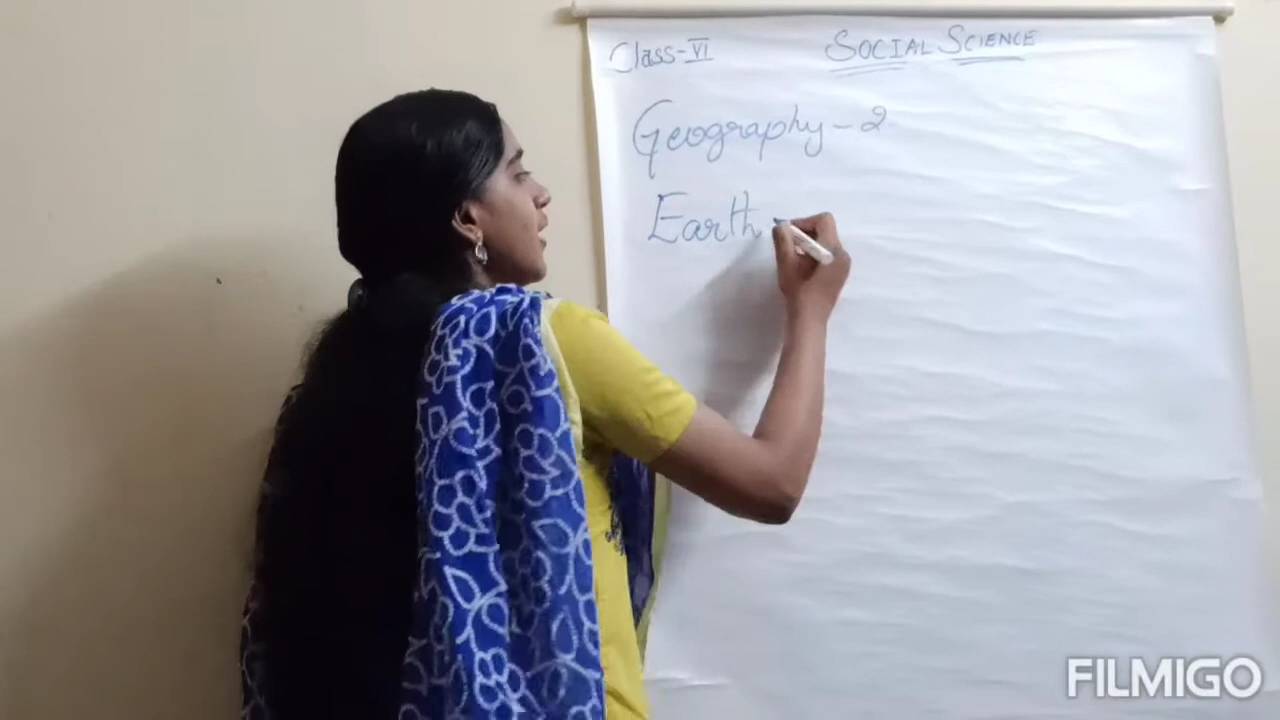 Class-VI
SOCIAL SCIENCE
Geography-2
Earth
FILMIGO